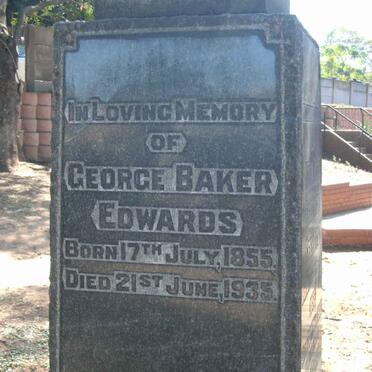 In Loving Memory
of
George Baker
Edwards
Born 17th July, 1855,
Died 21st June, 1935.